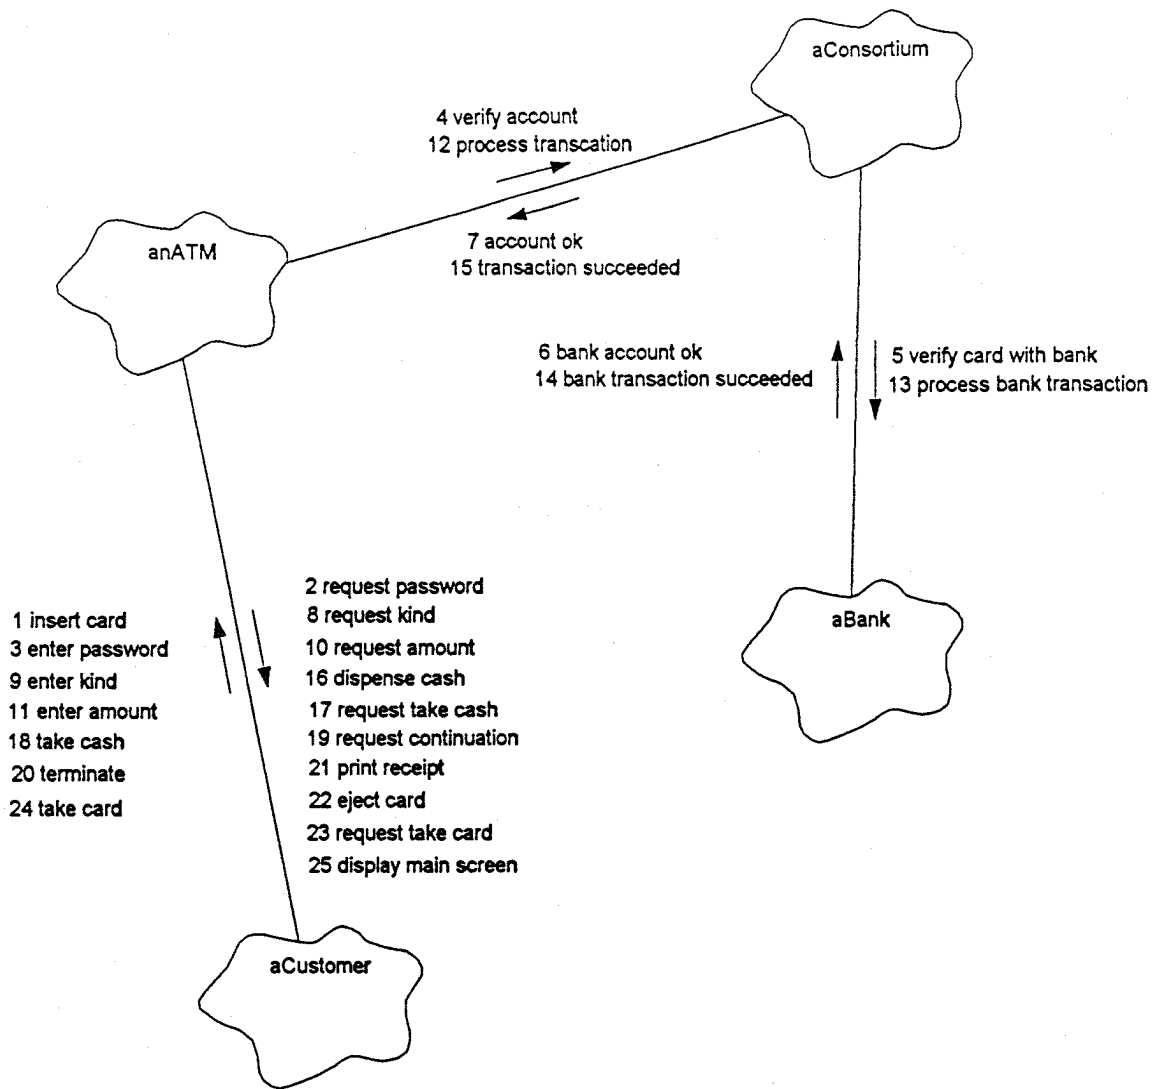 aConsortium
4 verify account
12 process transcation
anATM
7 account ok
15 transaction succeeded
6 bank account ok
14 bank transaction succeeded
5 verify card with bank
13 process bank transaction
1 insert card
3 enter password
9 enter kind
11 enter amount
18 take cash
20 terminate
24 take card
2 request password
8 request kind
10 request amount
16 dispense cash
17 request take cash
19 request continuation
21 print receipt
22 eject card
23 request take card
25 display main screen
aBank
aCustomer